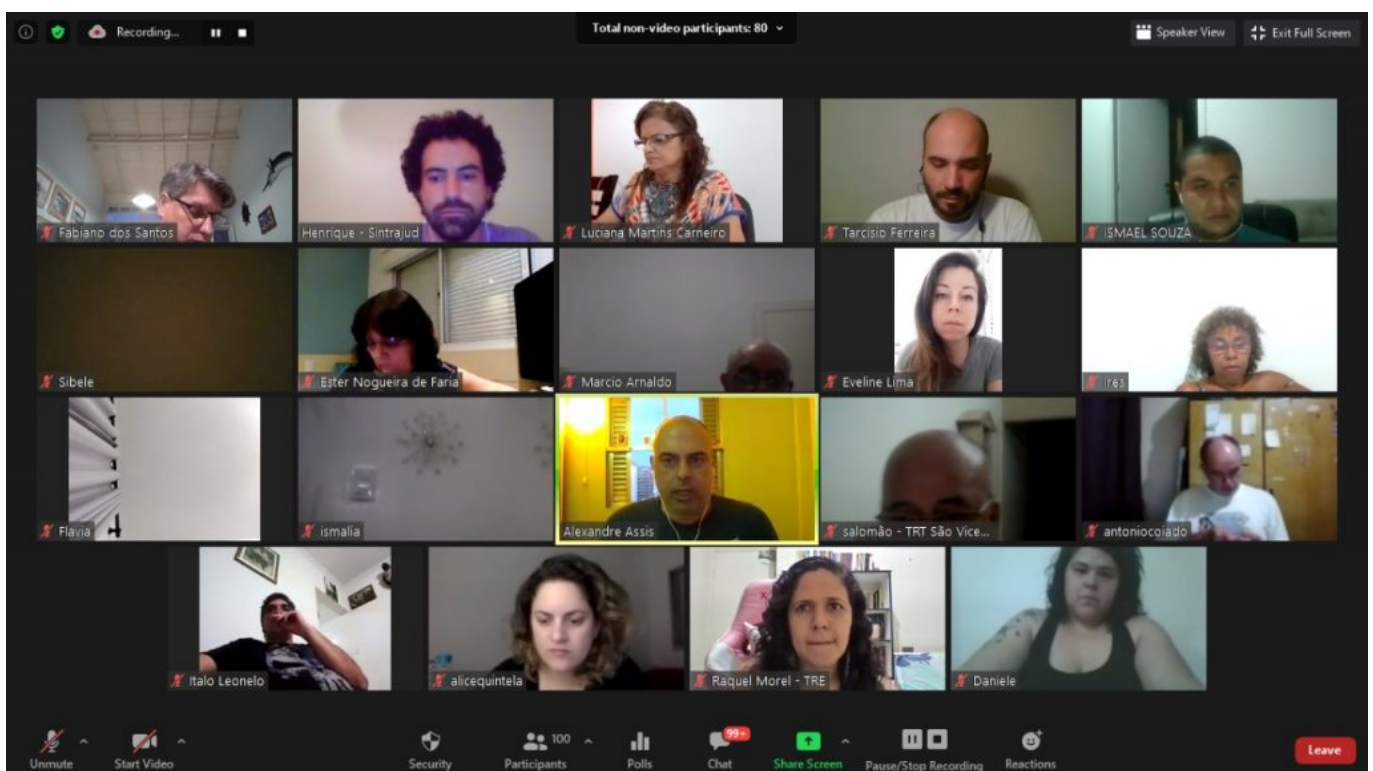 Recording...
Total non-video participants: 80
Speaker View
Exit Full Screen
Fabiano dos Santos
Henrique - Sintrajud
Luciana Martins Carneiro
Tarcisio Ferreira
ISMAEL SOUZA
Sibele
Ester Nogueira de Faria
Marcio Arnaldo
Eveline Lima
Ires
Flavia
ismalia
Alexandre Assis
salomão - TRT São Vice...
antoniocoiado
Italo Leonelo
alicequintela
Raquel Morel - TRE
Daniele
Unmute
Start Video
Security
100
Participants
Polls
99+
Chat
Share Screen
Pause/Stop Recording
Reactions
Leave